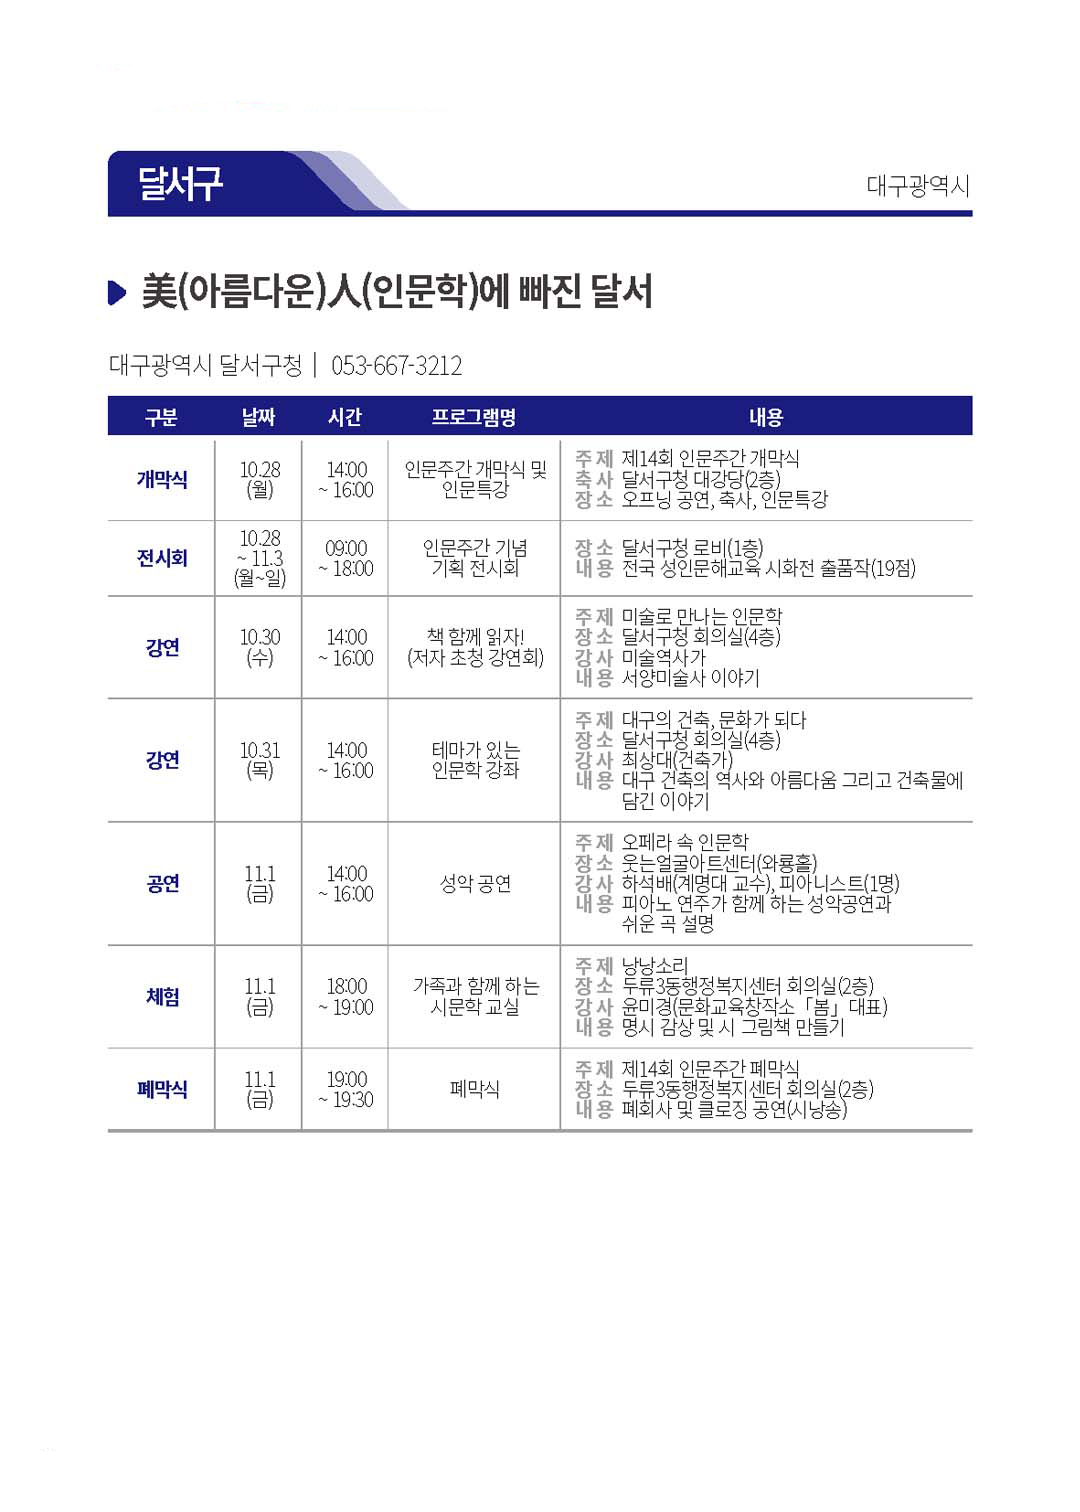 달서구
대구광역시
美(아름다운)人(인문학)에 빠진 달서
대구광역시 달서구청 | 053-667-3212
구분 날짜 시간 프로그램명 내용
개막식
10.28
(월)
14:00
~ 16:00
인문주간 개막식 및
인문특강
주 제 제14회 인문주간 개막식
축 사 달서구청 대강당(2층)
장 소 오프닝 공연, 축사, 인문특강
전시회
10.28
~ 11.3
(월~일)
09:00
~ 18:00
인문주간 기념
기획 전시회
장 소 달서구청 로비(1층)
내 용 전국 성인문해교육 시화전 출품작(19점)
강연
10.30
(수)
14:00
~ 16:00
책 함께 읽자!
(저자 초청 강연회)
주 제 미술로 만나는 인문학
장 소 달서구청 회의실(4층)
강 사 미술역사가
내 용 서양미술사 이야기
강연
10.31
(목)
14:00
~ 16:00
테마가 있는
인문학 강좌
주 제 대구의 건축, 문화가 되다
장 소 달서구청 회의실(4층)
강 사 최상대(건축가)
내 용 대구 건축의 역사와 아름다움 그리고 건축물에
담긴 이야기
공연
11.1
(금)
14:00
~ 16:00
성악 공연
주 제 오페라 속 인문학
장 소 웃는얼굴아트센터(와룡홀)
강 사 하석배(계명대 교수), 피아니스트(1명)
내 용 피아노 연주가 함께 하는 성악공연과
쉬운 곡 설명
체험
11.1
(금)
18:00
~ 19:00
가족과 함께 하는
시문학 교실
주 제 낭낭소리
장 소 두류3동행정복지센터 회의실(2층)
강 사 윤미경(문화교육창작소「봄」대표)
내 용 명시 감상 및 시 그림책 만들기
폐막식
11.1
(금)
19:00
~ 19:30
폐막식
주 제 제14회 인문주간 폐막식
장 소 두류3동행정복지센터 회의실(2층)
내 용 폐회사 및 클로징 공연(시낭송)